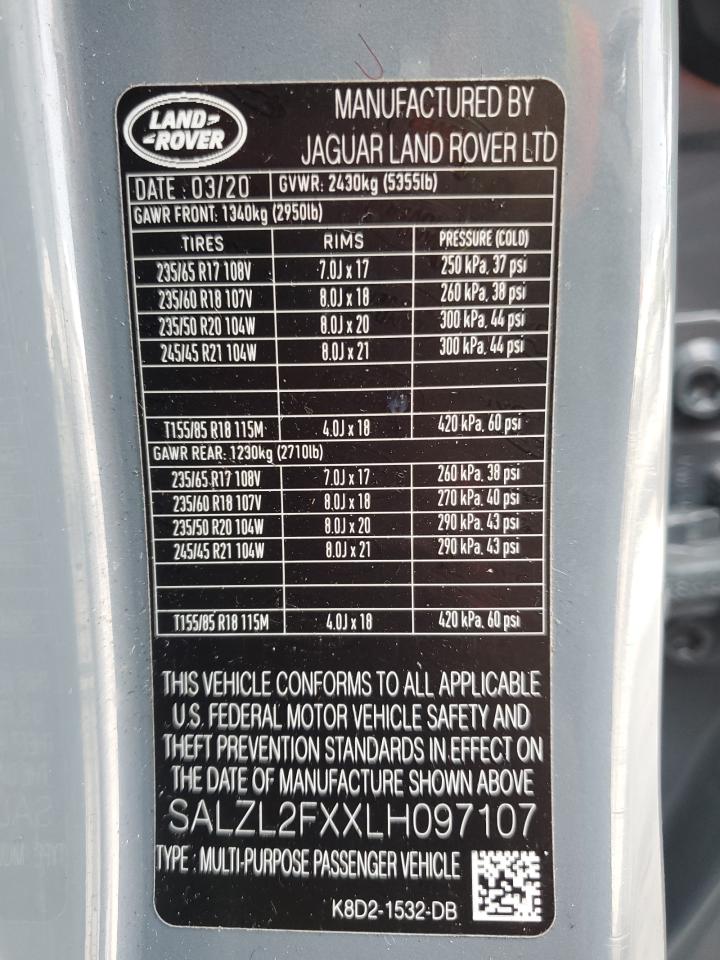 LAND-
-ROVER
MANUFACTURED BY
JAGUAR LAND ROVER LTD
DATE : 03/20 GVWR: 2430kg (5355lb)
GAWR FRONT: 1340kg (2950lb)
TIRES RIMS PRESSURE (COLD)
235/65 R17 108V 7.0J x 17 250 kPa, 37 psi
235/60 R18 107V 8.0J x 18 260 kPa, 38 psi
235/50 R20 104W 8.0J x 20 300 kPa, 44 psi
245/45 R21 104W 8.0J x 21 300 kPa, 44 psi
T155/85 R18 115M 4.0J x 18 420 kPa, 60 psi
GAWR REAR: 1230kg (2710lb)
235/65 R17 108V 7.0J x 17 260 kPa, 38 psi
235/60 R18 107V 8.0J x 18 270 kPa, 40 psi
235/50 R20 104W 8.0J x 20 290 kPa, 43 psi
245/45 R21 104W 8.0J x 21 290 kPa, 43 psi
T155/85 R18 115M 4.0J x 18 420 kPa, 60 psi
THIS VEHICLE CONFORMS TO ALL APPLICABLE
U.S. FEDERAL MOTOR VEHICLE SAFETY AND
THEFT PREVENTION STANDARDS IN EFFECT ON
THE DATE OF MANUFACTURE SHOWN ABOVE
SALZL2FXXLH097107
TYPE : MULTI-PURPOSE PASSENGER VEHICLE
K8D2-1532-DB